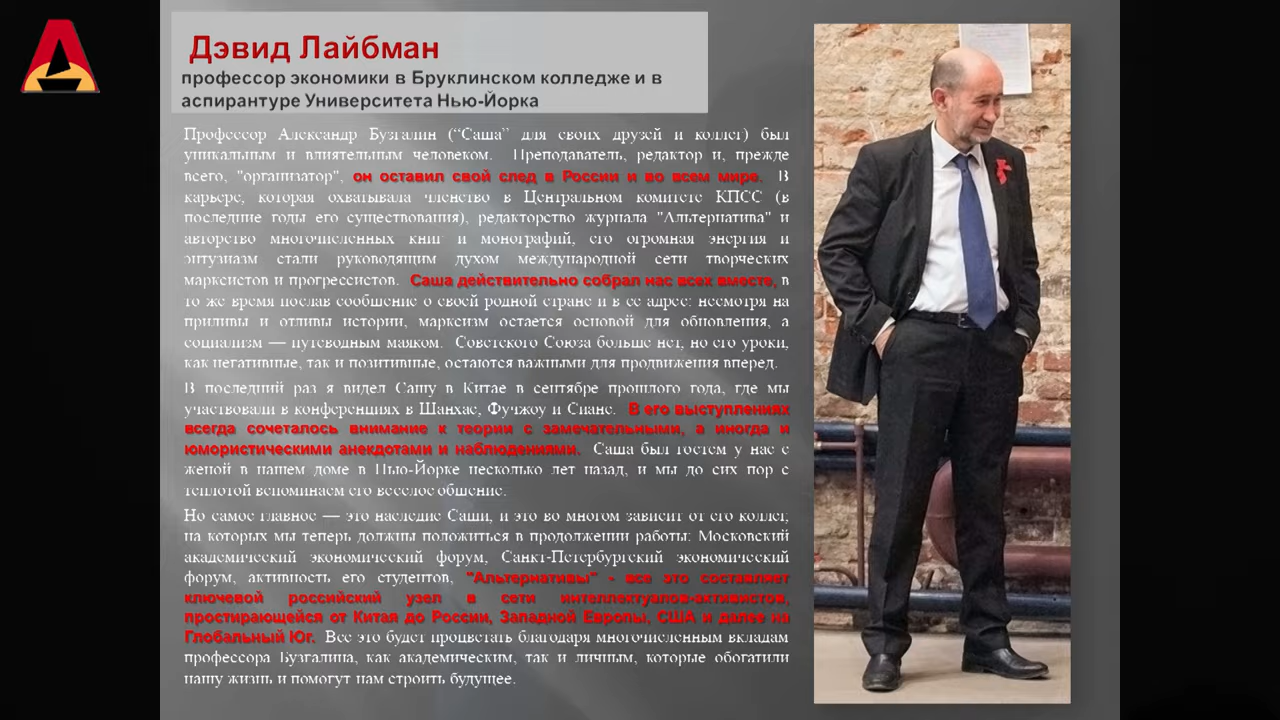 Дэвид Лайбман
профессор экономики в Бруклинском колледже и в
аспирантуре Университета Нью-Йорка
Профессор Александр Бузгалин (“Саша” для своих друзей и коллег) был
уникальным и влиятельным человеком. Преподаватель, редактор и, прежде
всего, "организатор", он оставил свой след в России и во всем мире. В
карьере, которая охватывала членство в Центральном комитете КПСС (в
последние годы его существования), редакторство журнала "Альтернатива" и
авторство многочисленных книг и монографий, его огромная энергия и
энтузиазм стали руководящим духом международной сети творческих
марксистов и прогрессистов. Саша действительно собрал нас всех вместе, в
то же время послав сообщение о своей родной стране и в ее адрес: несмотря на
приливы и отливы истории, марксизм остается основой для обновления, а
социализм — путеводным маяком. Советского Союза больше нет, но его уроки,
как негативные, так и позитивные, остаются важными для продвижения вперед.
В последний раз я видел Сашу в Китае в сентябре прошлого года, где мы
участвовали в конференциях в Шанхае, Фучжоу и Сиане. В его выступлениях
всегда сочеталось внимание к теории с замечательными, а иногда и
юмористическими анекдотами и наблюдениями. Саша был гостем у нас с
женой в нашем доме в Нью-Йорке несколько лет назад, и мы до сих пор с
теплотой вспоминаем его веселое общение.
Но самое главное — это наследие Саши, и это во многом зависит от его коллег,
на которых мы теперь должны положиться в продолжении работы: Московский
академический экономический форум, Санкт-Петербургский экономический
форум, активность его студентов, "Альтернативы" - все это составляет
ключевой российский узел в сети интеллектуалов-активистов,
простирающейся от Китая до России, Западной Европы, США и далее на
Глобальный Юг. Все это будет процветать благодаря многочисленным вкладам
профессора Бузгалина, как академическим, так и личным, которые обогатили
нашу жизнь и помогут нам строить будущее.